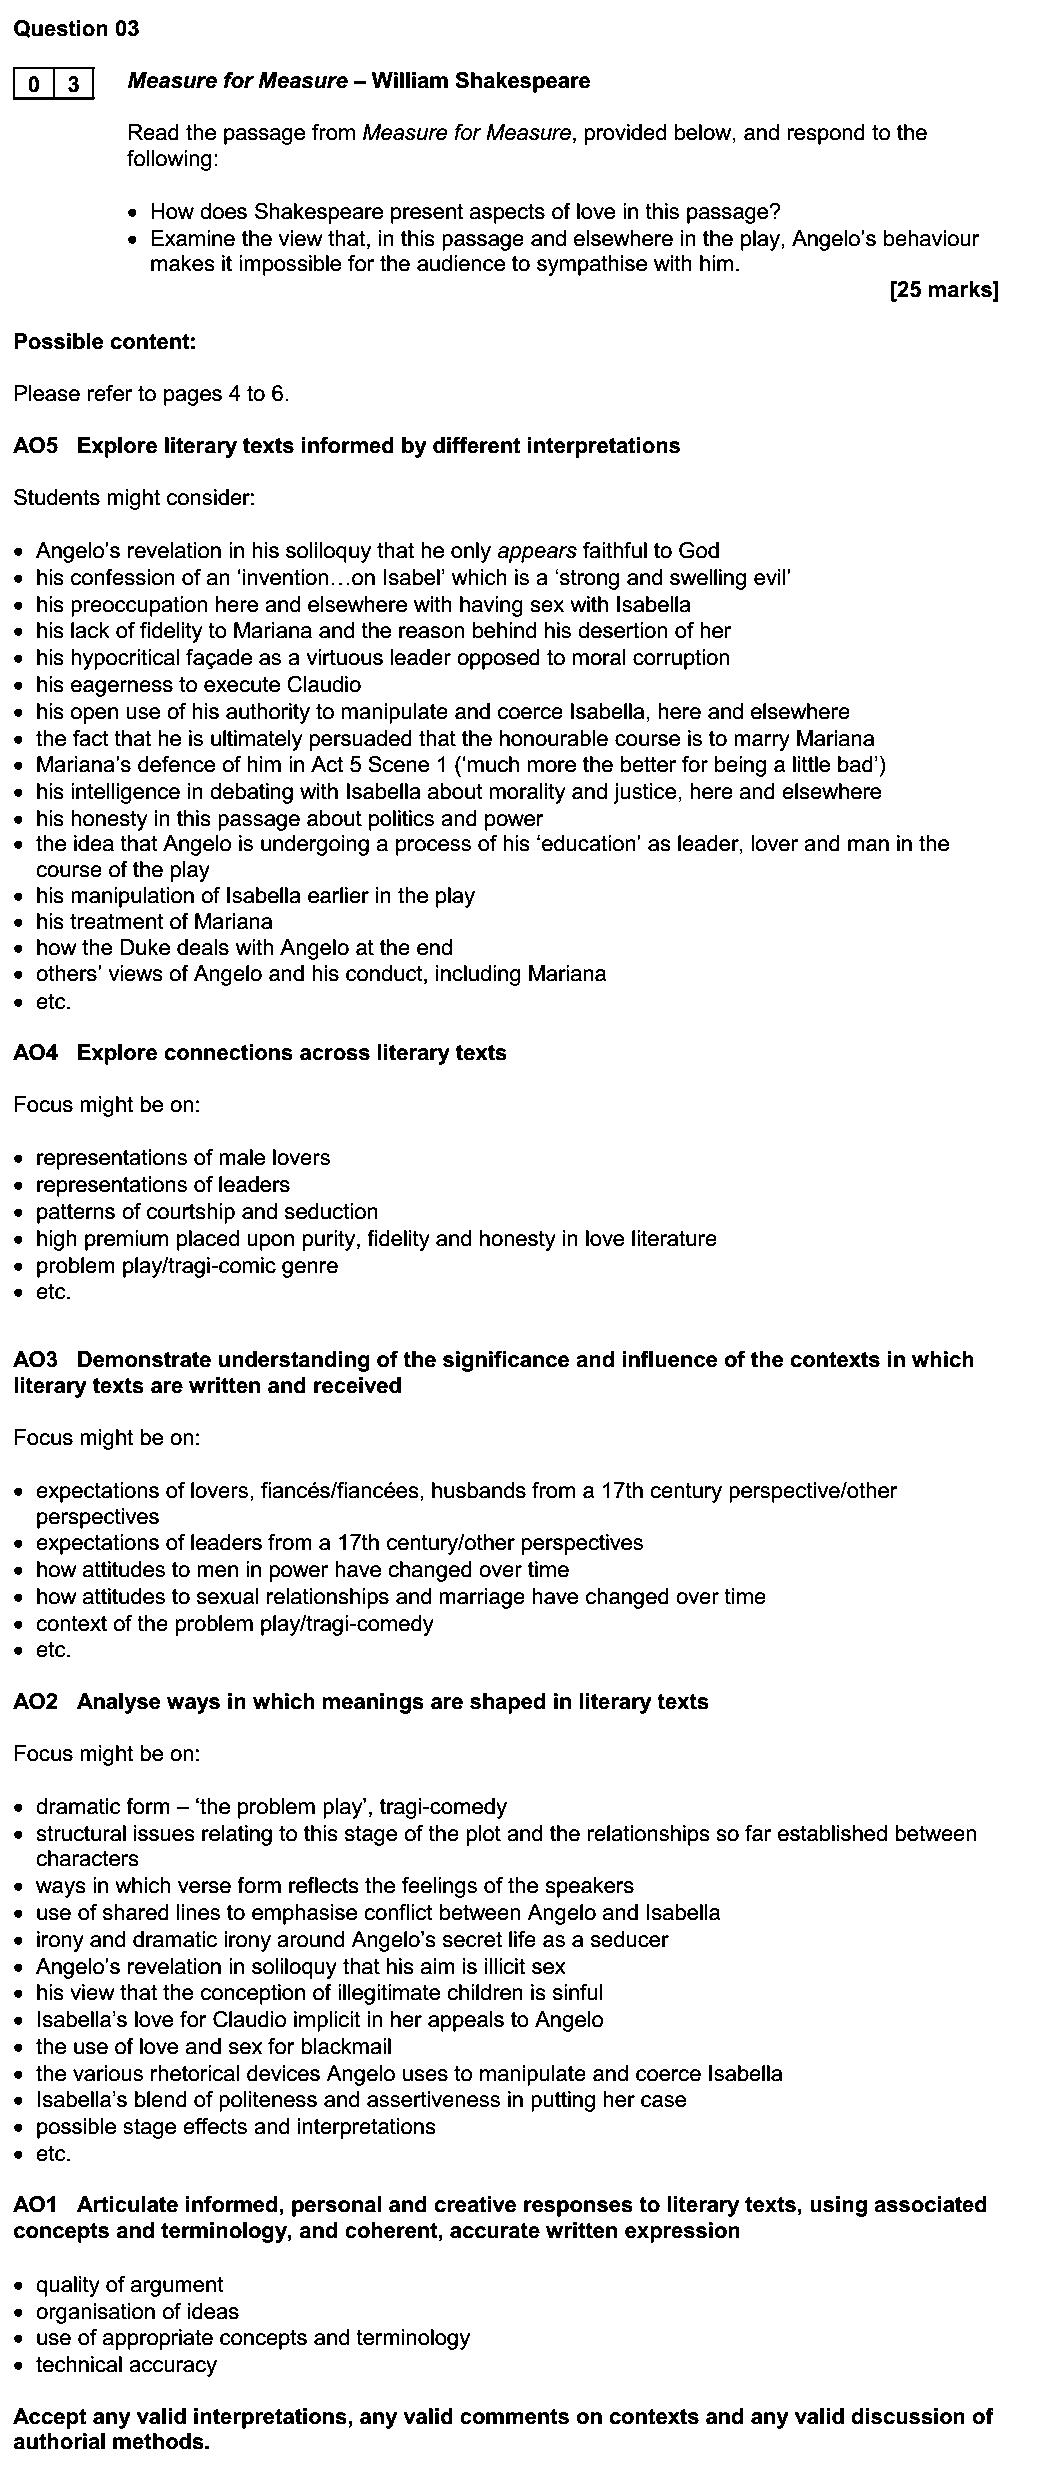 Question 03
0 3 Measure for Measure – William Shakespeare
Read the passage from Measure for Measure, provided below, and respond to the
following:
• How does Shakespeare present aspects of love in this passage?
• Examine the view that, in this passage and elsewhere in the play, Angelo's behaviour
makes it impossible for the audience to sympathise with him.
[25 marks]
Possible content:
Please refer to pages 4 to 6.
AO5 Explore literary texts informed by different interpretations
Students might consider:
• Angelo's revelation in his soliloquy that he only appears faithful to God
• his confession of an 'invention…on Isabel' which is a 'strong and swelling evil'
• his preoccupation here and elsewhere with having sex with Isabella
• his lack of fidelity to Mariana and the reason behind his desertion of her
• his hypocritical façade as a virtuous leader opposed to moral corruption
• his eagerness to execute Claudio
• his open use of his authority to manipulate and coerce Isabella, here and elsewhere
• the fact that he is ultimately persuaded that the honourable course is to marry Mariana
• Mariana's defence of him in Act 5 Scene 1 ('much more the better for being a little bad')
• his intelligence in debating with Isabella about morality and justice, here and elsewhere
• his honesty in this passage about politics and power
• the idea that Angelo is undergoing a process of his 'education' as leader, lover and man in the
course of the play
• his manipulation of Isabella earlier in the play
• his treatment of Mariana
• how the Duke deals with Angelo at the end
• others' views of Angelo and his conduct, including Mariana
• etc.
AO4 Explore connections across literary texts
Focus might be on:
• representations of male lovers
• representations of leaders
• patterns of courtship and seduction
• high premium placed upon purity, fidelity and honesty in love literature
• problem play/tragi-comic genre
• etc.
AO3 Demonstrate understanding of the significance and influence of the contexts in which
literary texts are written and received
Focus might be on:
• expectations of lovers, fiancés/fiancées, husbands from a 17th century perspective/other
perspectives
• expectations of leaders from a 17th century/other perspectives
• how attitudes to men in power have changed over time
• how attitudes to sexual relationships and marriage have changed over time
• context of the problem play/tragi-comedy
• etc.
AO2 Analyse ways in which meanings are shaped in literary texts
Focus might be on:
• dramatic form – 'the problem play', tragi-comedy
• structural issues relating to this stage of the plot and the relationships so far established between
characters
• ways in which verse form reflects the feelings of the speakers
• use of shared lines to emphasise conflict between Angelo and Isabella
• irony and dramatic irony around Angelo's secret life as a seducer
• Angelo's revelation in soliloquy that his aim is illicit sex
• his view that the conception of illegitimate children is sinful
• Isabella's love for Claudio implicit in her appeals to Angelo
• the use of love and sex for blackmail
• the various rhetorical devices Angelo uses to manipulate and coerce Isabella
• Isabella's blend of politeness and assertiveness in putting her case
• possible stage effects and interpretations
• etc.
AO1 Articulate informed, personal and creative responses to literary texts, using associated
concepts and terminology, and coherent, accurate written expression
• quality of argument
• organisation of ideas
• use of appropriate concepts and terminology
• technical accuracy
Accept any valid interpretations, any valid comments on contexts and any valid discussion of
authorial methods.